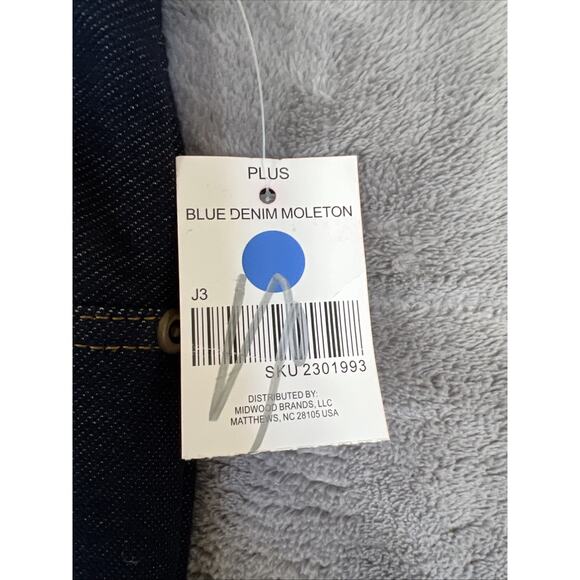 PLUS
BLUE DENIM MOLETON
J3
SKU 2301993
DISTRIBUTED BY:
MIDWOOD BRANDS, LLC
MATTHEWS, NC 28105 USA